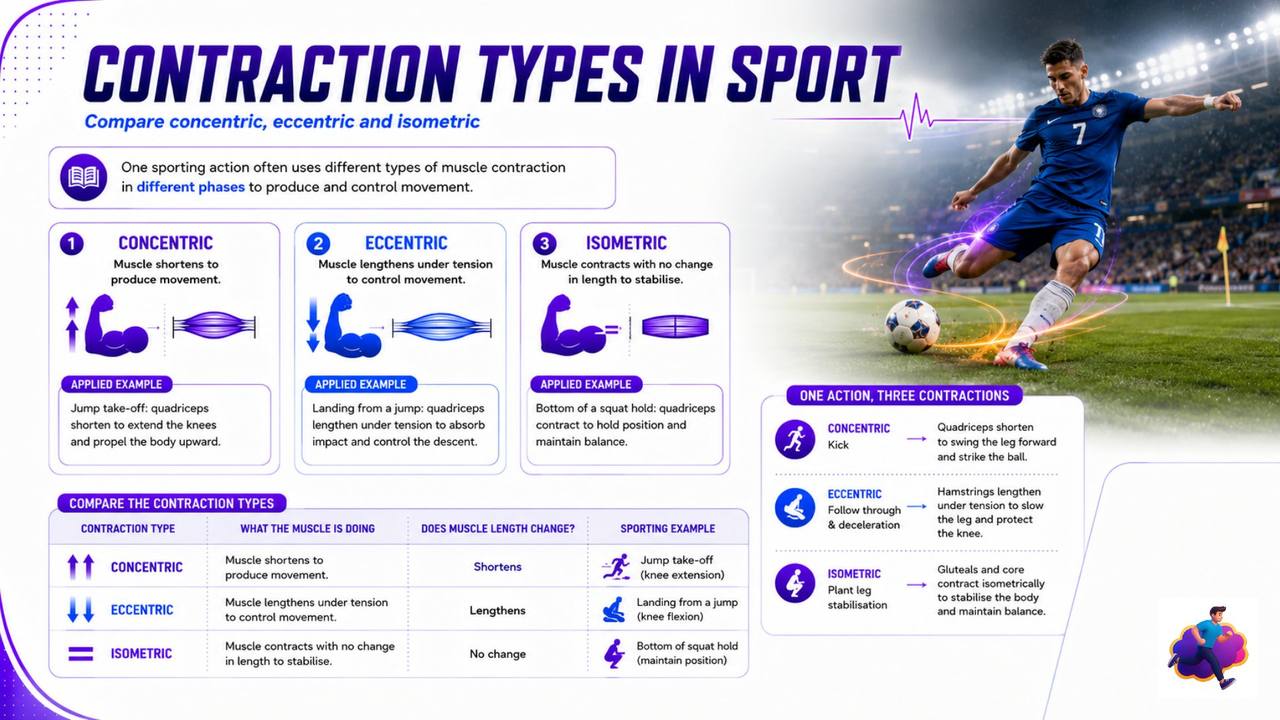 CONTRACTION TYPES IN SPORT
Compare concentric, eccentric and isometric
One sporting action often uses different types of muscle contraction
in different phases to produce and control movement.
1 CONCENTRIC
Muscle shortens to
produce movement.
APPLIED EXAMPLE
Jump take-off: quadriceps
shorten to extend the knees
and propel the body upward.
2 ECCENTRIC
Muscle lengthens under tension
to control movement.
APPLIED EXAMPLE
Landing from a jump: quadriceps
lengthen under tension to absorb
impact and control the descent.
3 ISOMETRIC
Muscle contracts with no change
in length to stabilise.
APPLIED EXAMPLE
Bottom of a squat hold: quadriceps
contract to hold position and
maintain balance.
7
1
COMPARE THE CONTRACTION TYPES
CONTRACTION TYPE WHAT THE MUSCLE IS DOING DOES MUSCLE LENGTH CHANGE? SPORTING EXAMPLE
CONCENTRIC
Muscle shortens to
produce movement.
Shortens
Jump take-off
(knee extension)
ECCENTRIC
Muscle lengthens under tension
to control movement.
Lengthens
Landing from a jump
(knee flexion)
ISOMETRIC
Muscle contracts with no change
in length to stabilise.
No change
Bottom of squat hold
(maintain position)
ONE ACTION, THREE CONTRACTIONS
CONCENTRIC
Kick
Quadriceps shorten
to swing the leg forward
and strike the ball.
ECCENTRIC
Follow through
& deceleration
Hamstrings lengthen
under tension to slow
the leg and protect
the knee.
ISOMETRIC
Plant leg
stabilisation
Gluteals and core
contract isometrically
to stabilise the body
and maintain balance.